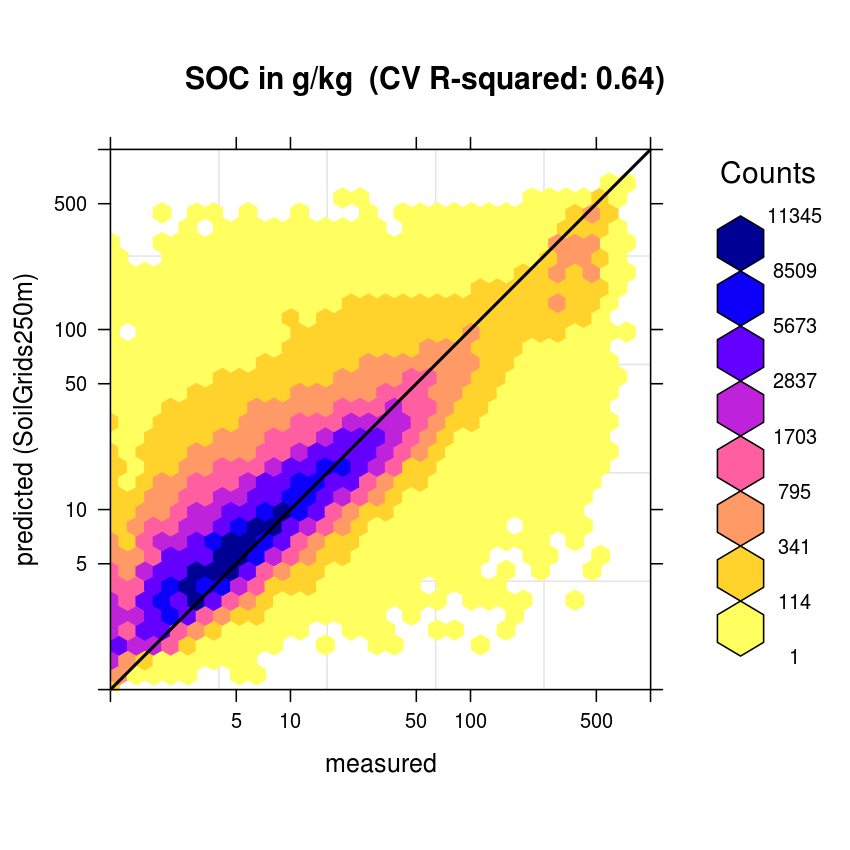 SOC in g/kg  (CV R-squared: 0.64)
Counts
11345
8509
5673
2837
1703
795
341
114
1
500
100
50
10
5
predicted (SoilGrids250m)
5 10 50 100 500
measured